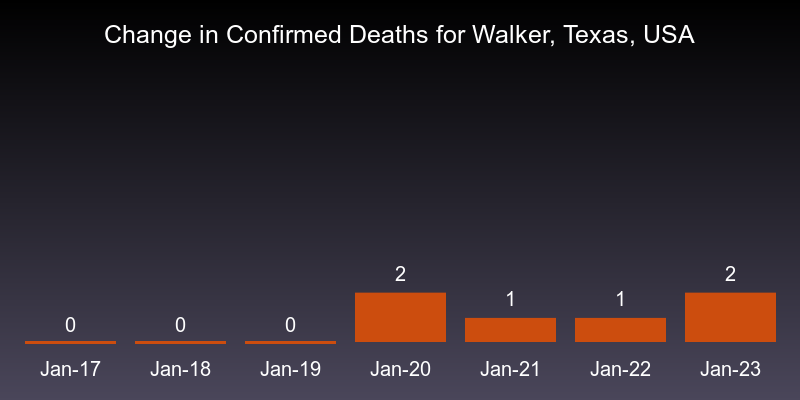 Change in Confirmed Deaths for Walker, Texas, USA
0 0 0 2 1 1 2
Jan-17 Jan-18 Jan-19 Jan-20 Jan-21 Jan-22 Jan-23